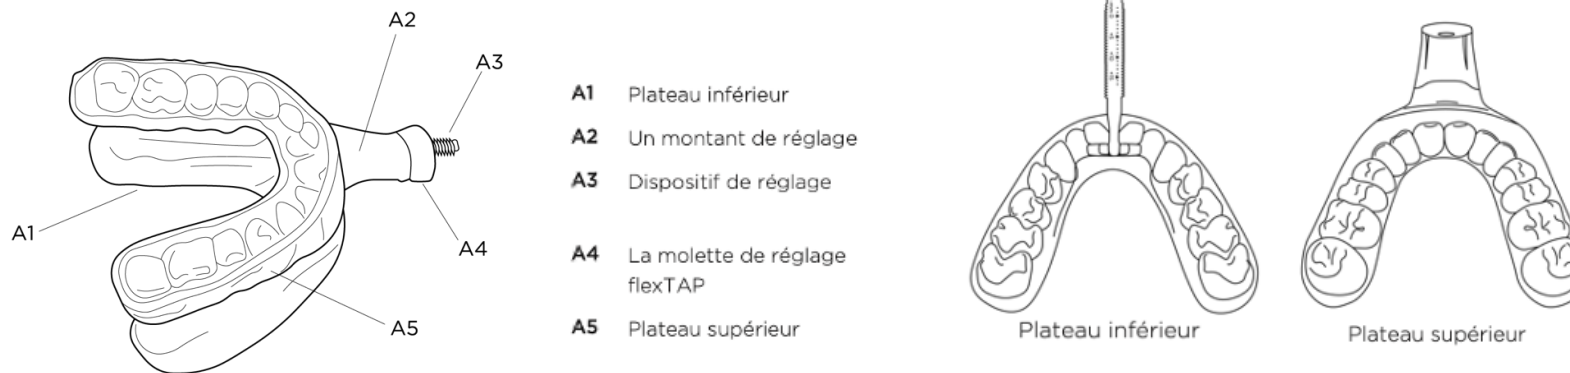 A2
A3
A1
A4
A5
A1 Plateau inférieur
A2 Un montant de réglage
A3 Dispositif de réglage
A4 La molette de réglage
flexTAP
A5 Plateau supérieur
Plateau inférieur
Plateau supérieur